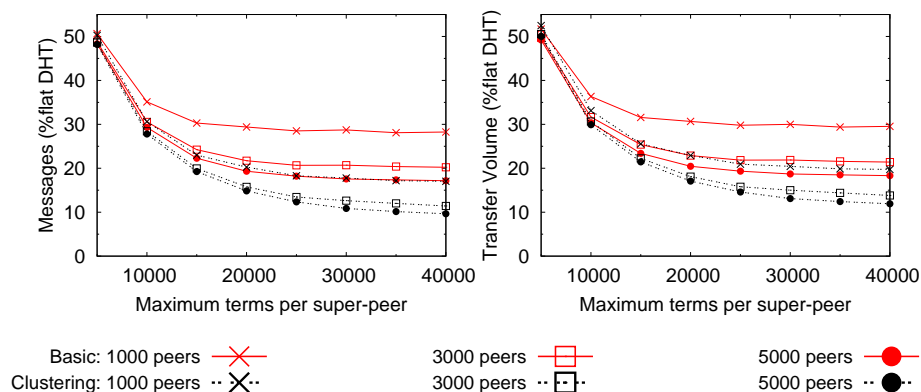 50
40
30
20
10
0
Messages (%flat DHT)
10000 20000 30000 40000
Maximum terms per super-peer
50
40
30
20
10
0
Transfer Volume (%flat DHT)
10000 20000 30000 40000
Maximum terms per super-peer
Basic: 1000 peers 3000 peers 5000 peers
Clustering: 1000 peers 3000 peers 5000 peers